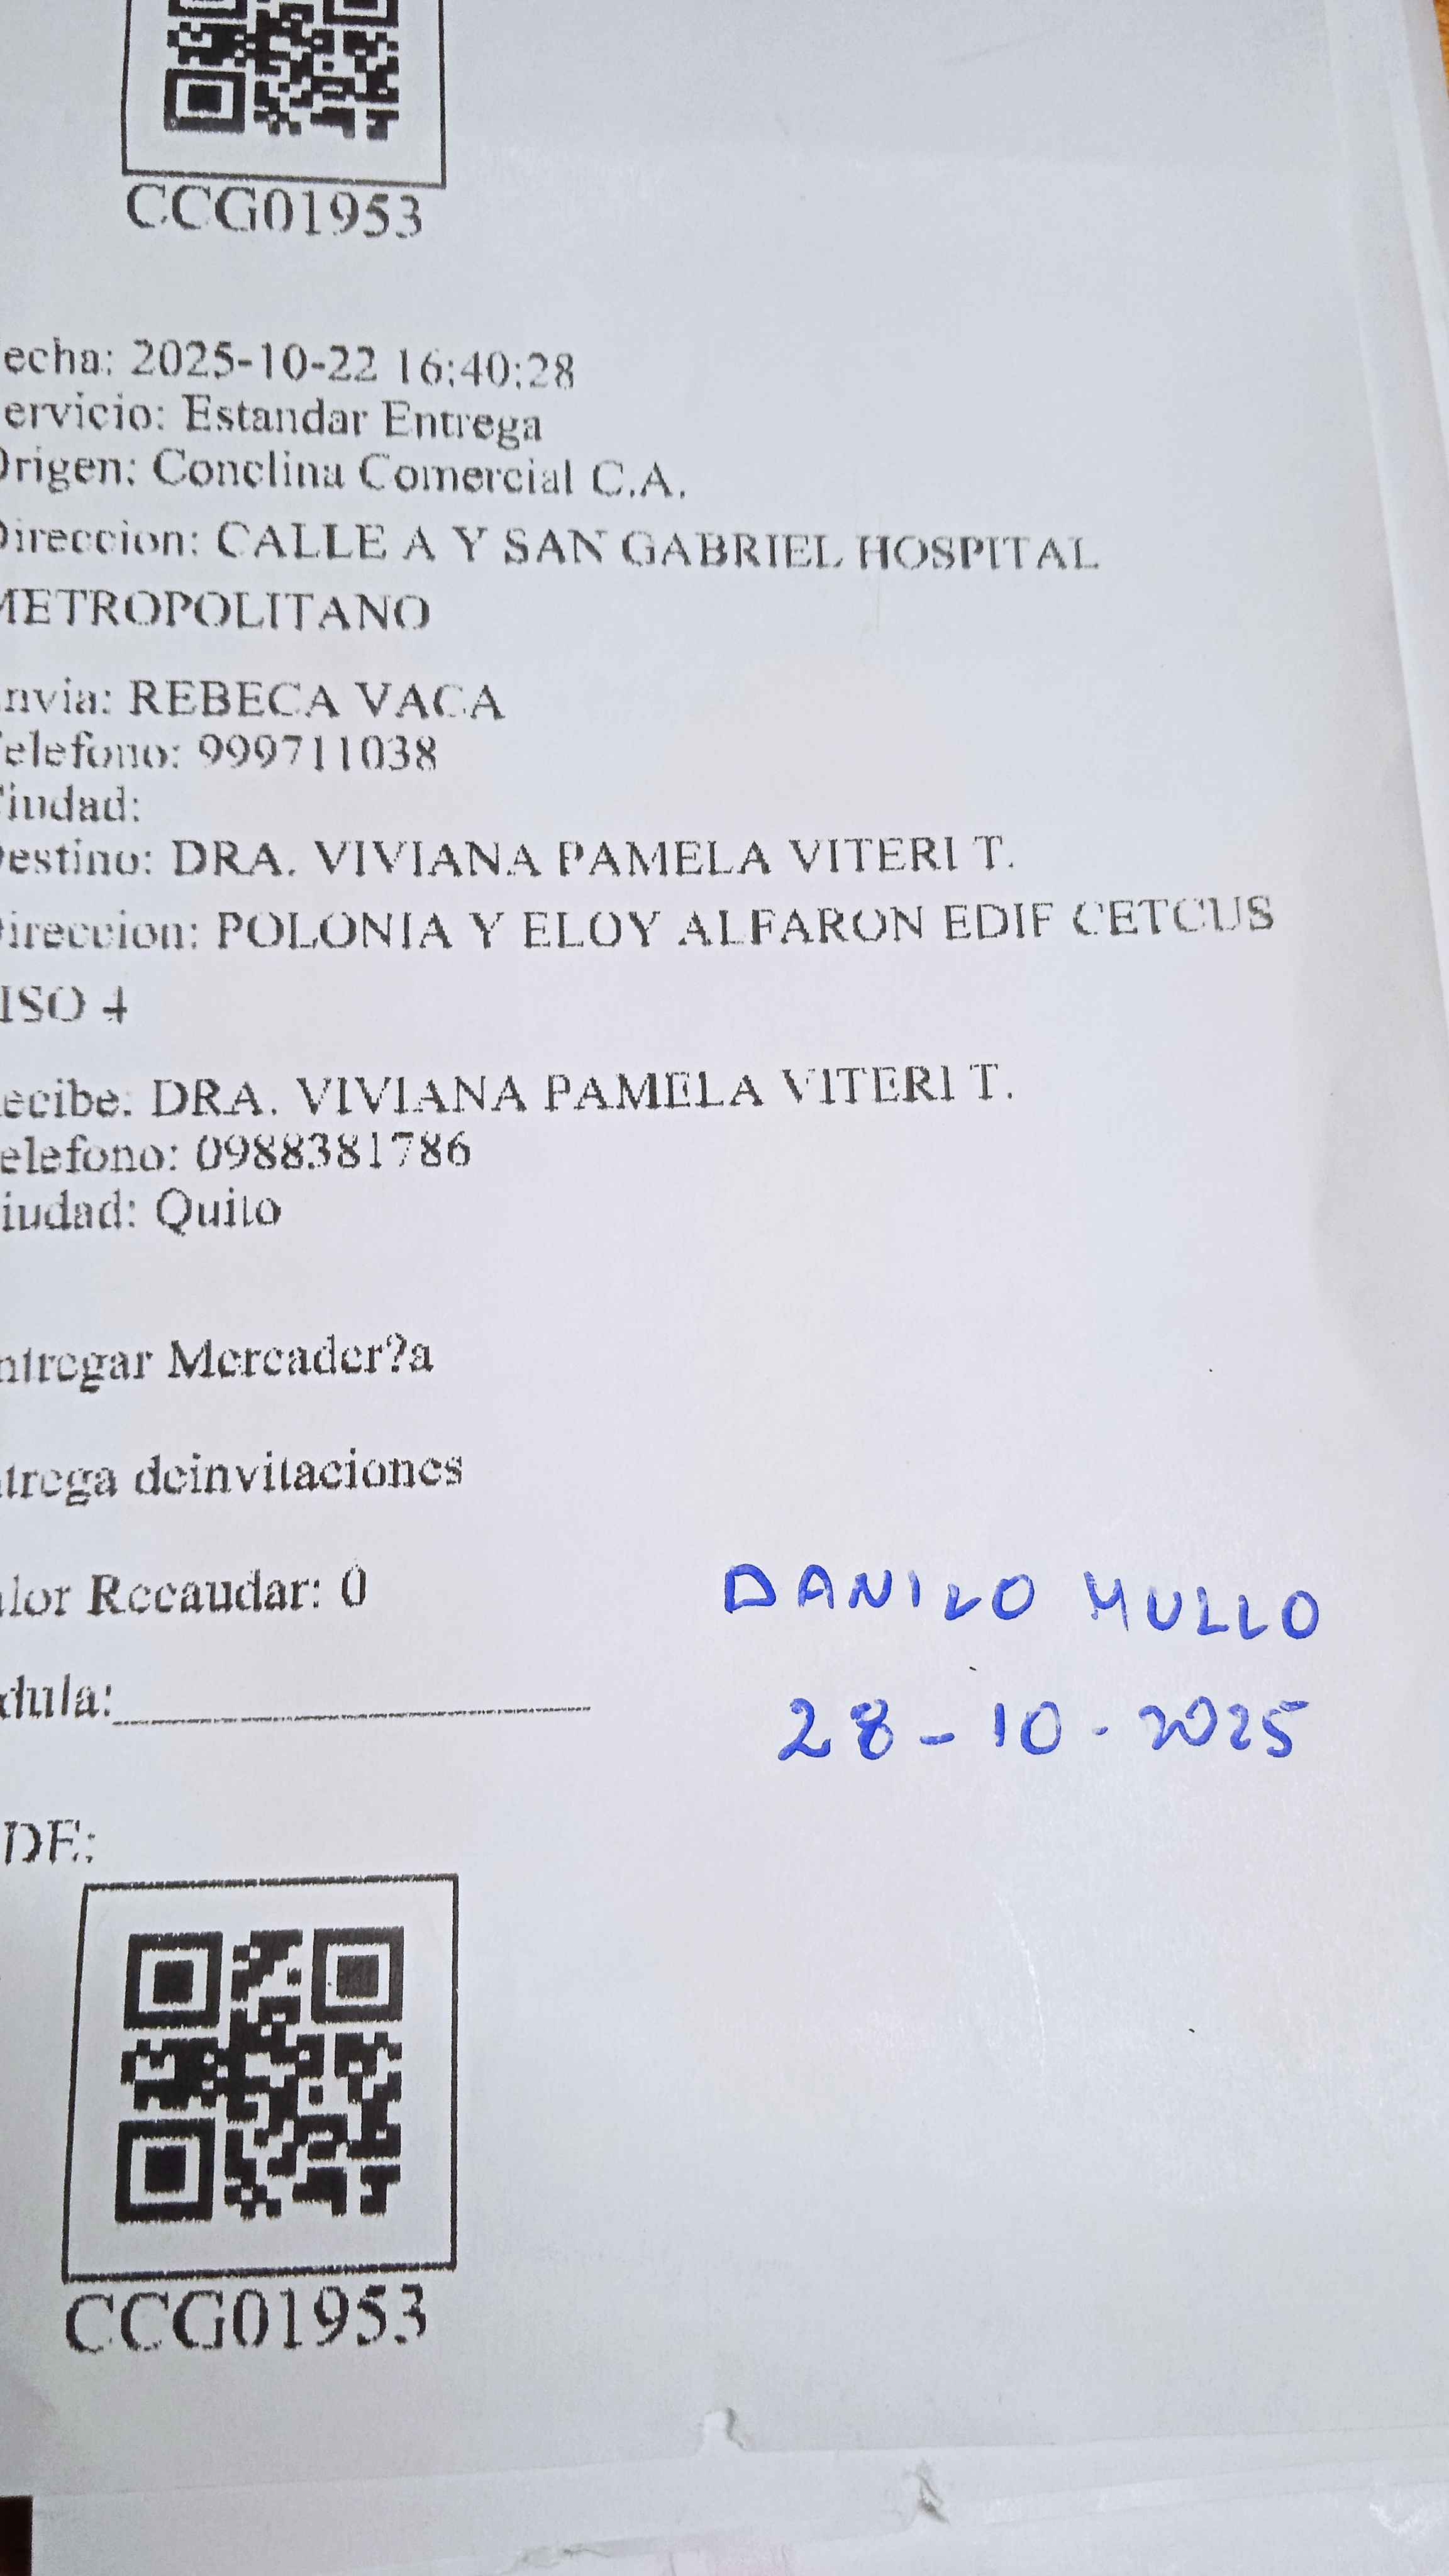 CCG01953
echa: 2025-10-22 16:40:28
ervicio: Estandar Entrega
Origen: Conclina Comercial C.A.
Direccion: CALLE A Y SAN GABRIEL HOSPITAL
METROPOLITANO
nvia: REBECA VACA
elefono: 999711038
iudad:
Destino: DRA. VIVIANA PAMELA VITERI T.
Direccion: POLONIA Y ELOY ALFARON EDIF CETCUS
ISO 4
ecibe: DRA. VIVIANA PAMELA VITERI T.
elefono: 0988381786
iudad: Quito
ntregar Mercader?a
trega deinvitaciones
alor Recaudar: 0
DANILO MULLO
dula:
28-10-2025
DE:
CCG01953